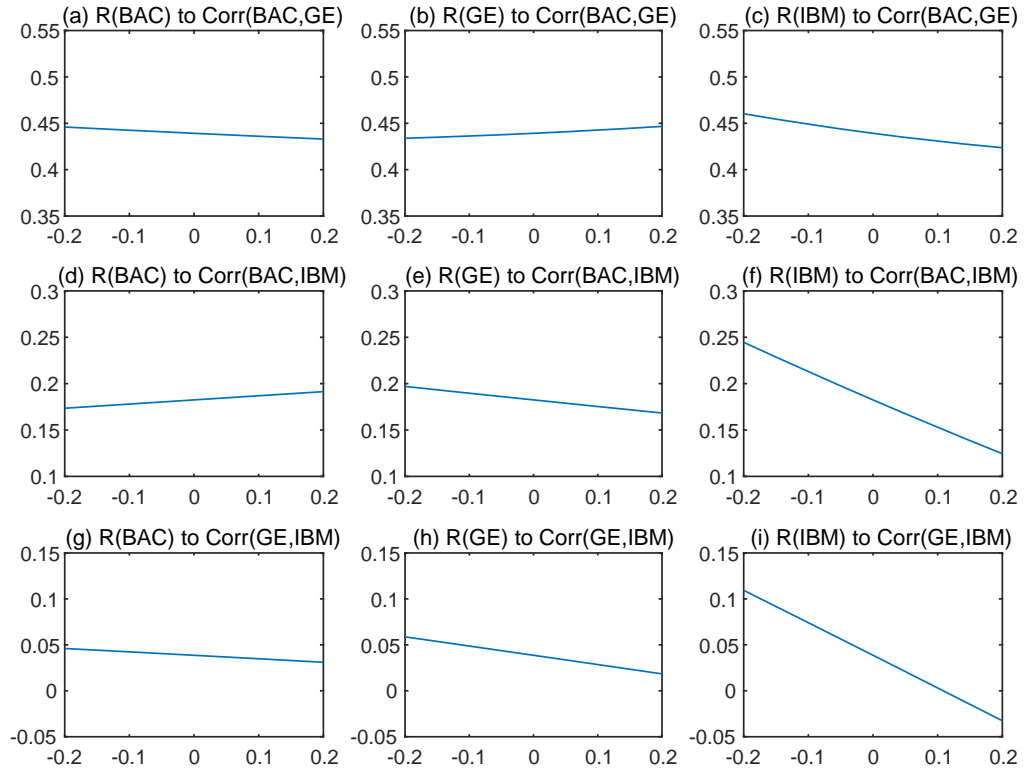 (a) R(BAC) to Corr(BAC,GE)
0.55
0.5
0.45
0.4
0.35
-0.2 -0.1 0 0.1 0.2
(b) R(GE) to Corr(BAC,GE)
0.55
0.5
0.45
0.4
0.35
-0.2 -0.1 0 0.1 0.2
(c) R(IBM) to Corr(BAC,GE)
0.55
0.5
0.45
0.4
0.35
-0.2 -0.1 0 0.1 0.2
(d) R(BAC) to Corr(BAC,IBM)
0.3
0.25
0.2
0.15
0.1
-0.2 -0.1 0 0.1 0.2
(e) R(GE) to Corr(BAC,IBM)
0.3
0.25
0.2
0.15
0.1
-0.2 -0.1 0 0.1 0.2
(f) R(IBM) to Corr(BAC,IBM)
0.3
0.25
0.2
0.15
0.1
-0.2 -0.1 0 0.1 0.2
(g) R(BAC) to Corr(GE,IBM)
0.15
0.1
0.05
0
-0.05
-0.2 -0.1 0 0.1 0.2
(h) R(GE) to Corr(GE,IBM)
0.15
0.1
0.05
0
-0.05
-0.2 -0.1 0 0.1 0.2
(i) R(IBM) to Corr(GE,IBM)
0.15
0.1
0.05
0
-0.05
-0.2 -0.1 0 0.1 0.2